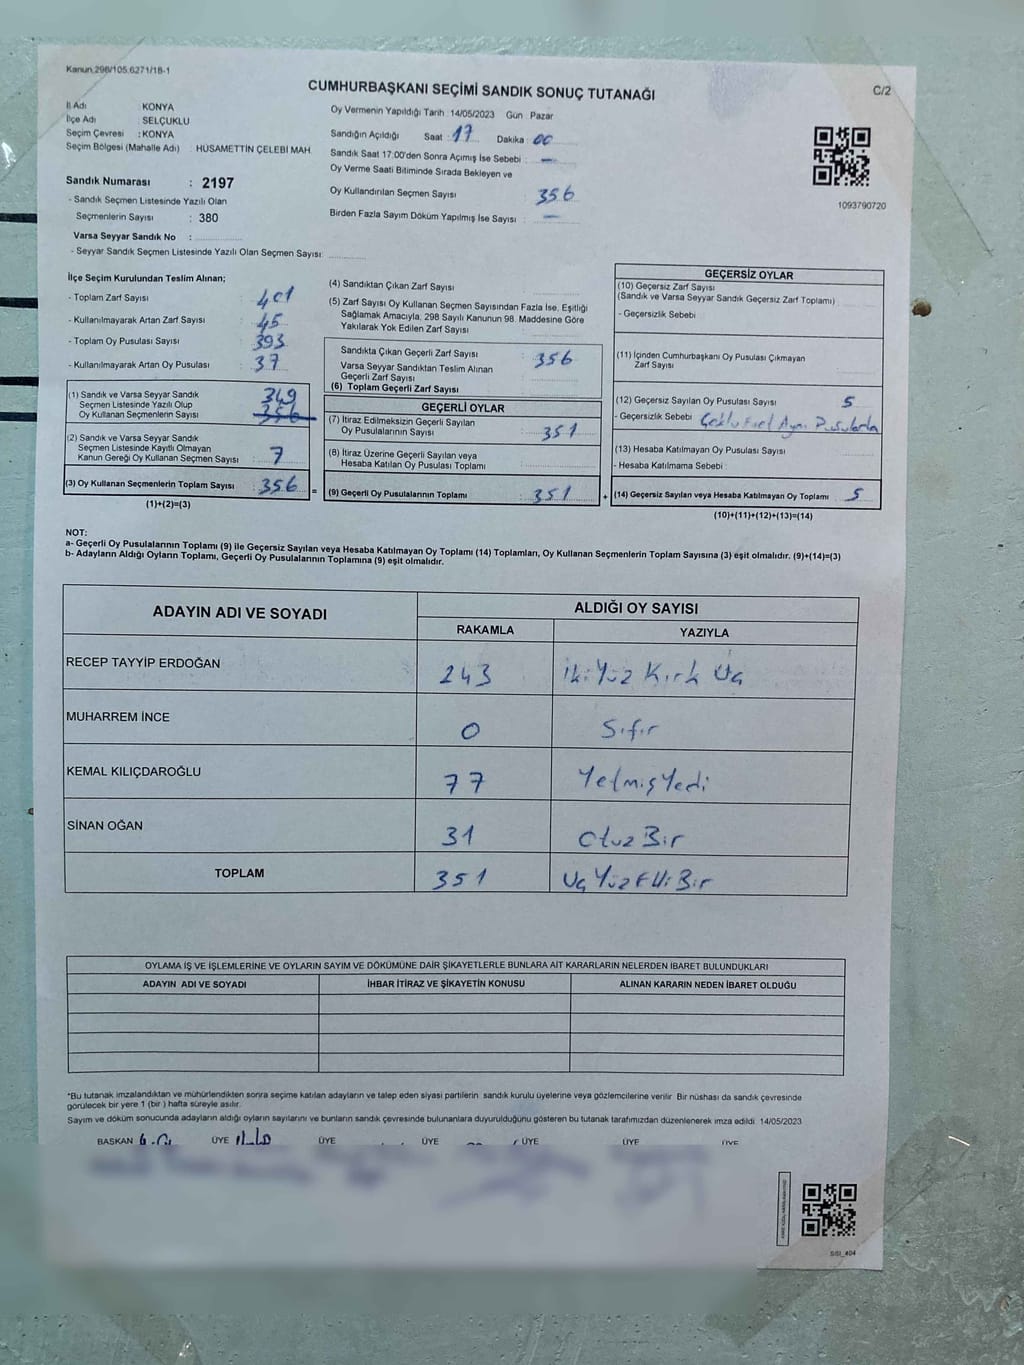 Kanun 298/105.6271/18-1
CUMHURBAŞKANI SEÇİMİ SANDIK SONUÇ TUTANAĞI
C/2
İl Adı KONYA
İlçe Adı : SELÇUKLU
Seçim Çevresi : KONYA
Seçim Bölgesi (Mahalle Adı) : HÜSAMETTİN ÇELEBİ MAH.
Sandık Numarası : 2197
- Sandık Seçmen Listesinde Yazılı Olan
Seçmenlerin Sayısı : 380
Varsa Seyyar Sandık No :
- Seyyar Sandık Seçmen Listesinde Yazılı Olan Seçmen Sayısı:
Oy Vermenin Yapıldığı Tarih : 14/05/2023 Gün : Pazar
Sandığın Açıldığı Saat : 17 Dakika : 00
Sandık Saat 17:00'den Sonra Açılmış İse Sebebi : —
Oy Verme Saati Bitiminde Sırada Bekleyen ve
Oy Kullandırılan Seçmen Sayısı : 356
Birden Fazla Sayım Döküm Yapılmış İse Sayısı : —
1093790720
İlçe Seçim Kurulundan Teslim Alınan;
- Toplam Zarf Sayısı : 401
- Kullanılmayarak Artan Zarf Sayısı : 45
- Toplam Oy Pusulası Sayısı : 393
- Kullanılmayarak Artan Oy Pusulası : 37
(1) Sandık ve Varsa Seyyar Sandık
Seçmen Listesinde Yazılı Olup
Oy Kullanan Seçmenlerin Sayısı : 349 356
(2) Sandık ve Varsa Seyyar Sandık
Seçmen Listesinde Kayıtlı Olmayan
Kanun Gereği Oy Kullanan Seçmen Sayısı : 7
(3) Oy Kullanan Seçmenlerin Toplam Sayısı : 356 =
(1)+(2)=(3)
(4) Sandıktan Çıkan Zarf Sayısı :
(5) Zarf Sayısı Oy Kullanan Seçmen Sayısından Fazla İse, Eşitliği
Sağlamak Amacıyla, 298 Sayılı Kanunun 98. Maddesine Göre
Yakılarak Yok Edilen Zarf Sayısı :
Sandıkta Çıkan Geçerli Zarf Sayısı : 356
Varsa Seyyar Sandıktan Teslim Alınan
Geçerli Zarf Sayısı :
(6) Toplam Geçerli Zarf Sayısı
GEÇERLİ OYLAR
(7) İtiraz Edilmeksizin Geçerli Sayılan
Oy Pusulalarının Sayısı : 351
(8) İtiraz Üzerine Geçerli Sayılan veya
Hesaba Katılan Oy Pusulası Toplamı :
(9) Geçerli Oy Pusulalarının Toplamı : 351 +
GEÇERSİZ OYLAR
(10) Geçersiz Zarf Sayısı
(Sandık ve Varsa Seyyar Sandık Geçersiz Zarf Toplamı) :
- Geçersizlik Sebebi :
(11) İçinden Cumhurbaşkanı Oy Pusulası Çıkmayan
Zarf Sayısı :
(12) Geçersiz Sayılan Oy Pusulası Sayısı : 5
- Geçersizlik Sebebi : Aynı Pusulada
(13) Hesaba Katılmayan Oy Pusulası Sayısı :
- Hesaba Katılmama Sebebi :
(14) Geçersiz Sayılan veya Hesaba Katılmayan Oy Toplamı : 5
(10)+(11)+(12)+(13)=(14)
NOT:
a- Geçerli Oy Pusulalarının Toplamı (9) ile Geçersiz Sayılan veya Hesaba Katılmayan Oy Toplamı (14) Toplamları, Oy Kullanan Seçmenlerin Toplam Sayısına (3) eşit olmalıdır. (9)+(14)=(3)
b- Adayların Aldığı Oyların Toplamı, Geçerli Oy Pusulalarının Toplamına (9) eşit olmalıdır.
ADAYIN ADI VE SOYADI ALDIĞI OY SAYISI
RAKAMLA YAZIYLA
RECEP TAYYİP ERDOĞAN 243 İki Yüz Kırk Üç
MUHARREM İNCE 0 Sıfır
KEMAL KILIÇDAROĞLU 77 Yetmiş Yedi
SİNAN OĞAN 31 Otuz Bir
TOPLAM 351 Üç Yüz Elli Bir
OYLAMA İŞ VE İŞLEMLERİNE VE OYLARIN SAYIM VE DÖKÜMÜNE DAİR ŞİKAYETLERLE BUNLARA AİT KARARLARIN NELERDEN İBARET BULUNDUKLARI
ADAYIN ADI VE SOYADI İHBAR İTİRAZ VE ŞİKAYETİN KONUSU ALINAN KARARIN NEDEN İBARET OLDUĞU
"Bu tutanak imzalandıktan ve mühürlendikten sonra seçime katılan adayların ve talep eden siyasi partilerin sandık kurulu üyelerine veya gözlemcilerine verilir. Bir nüshası da sandık çevresinde
görülecek bir yere 1 (bir) hafta süreyle asılır.
Sayım ve döküm sonucunda adayların aldığı oyların sayılarını ve bunların sandık çevresinde bulunanlara duyurulduğunu gösteren bu tutanak tarafımızdan düzenlenerek imza edildi. 14/05/2023
BAŞKAN ÜYE ÜYE ÜYE ÜYE ÜYE ÜYE
SISI_404